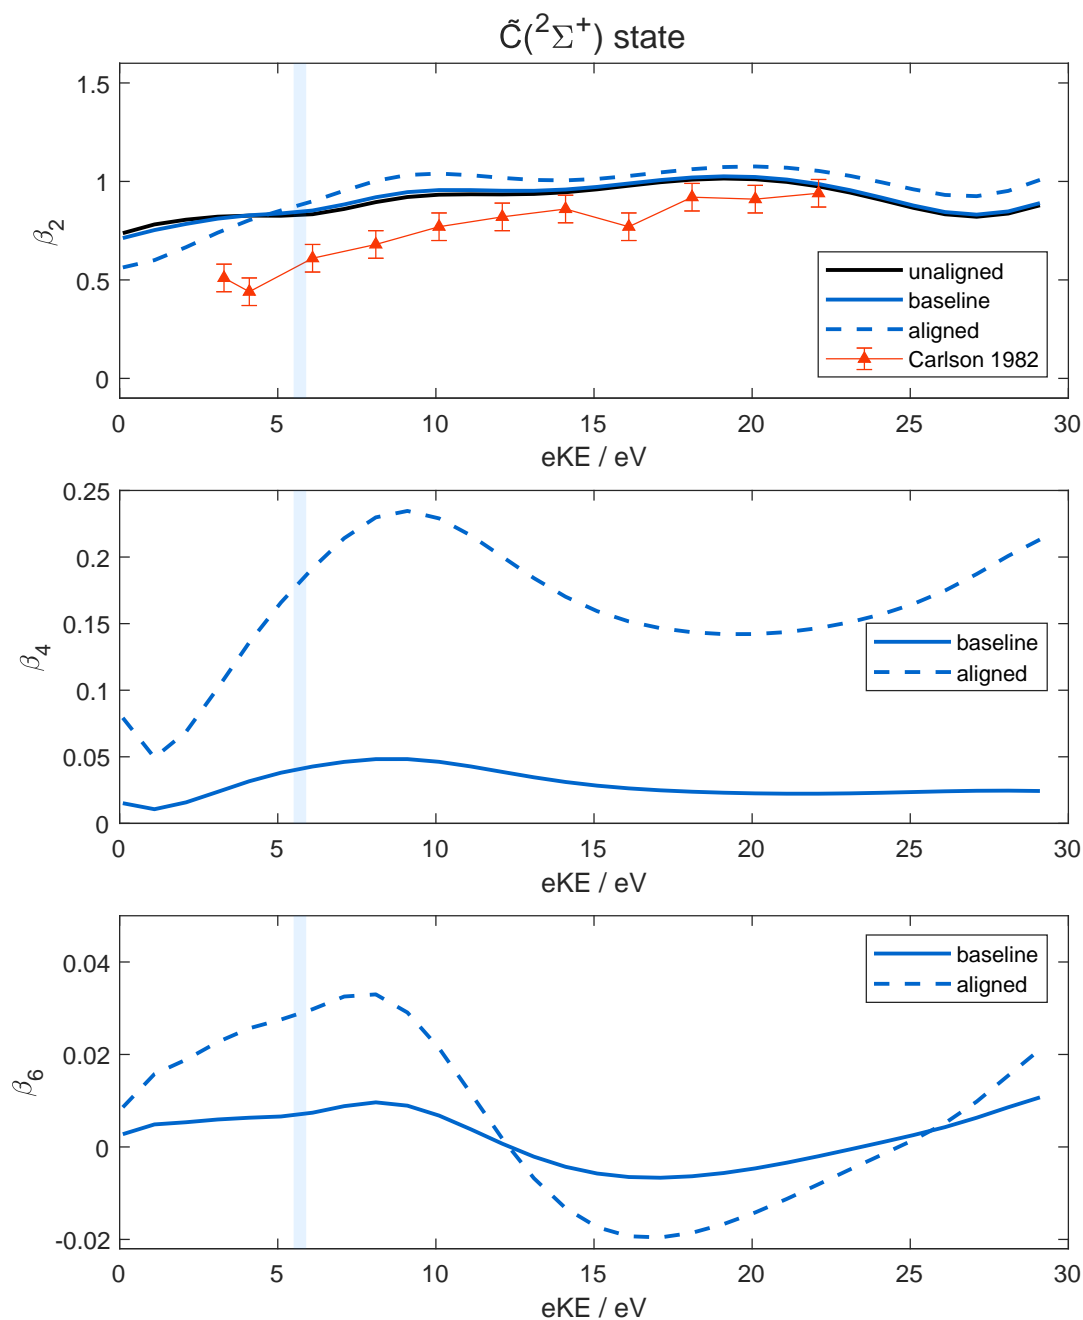 C̃(²Σ⁺) state
1.5
1
0.5
0
β₂
unaligned
baseline
aligned
Carlson 1982
0 5 10 15 20 25 30
eKE / eV
0.25
0.2
0.15
0.1
0.05
0
β₄
baseline
aligned
0 5 10 15 20 25 30
eKE / eV
0.04
0.02
0
-0.02
β₆
baseline
aligned
0 5 10 15 20 25 30
eKE / eV